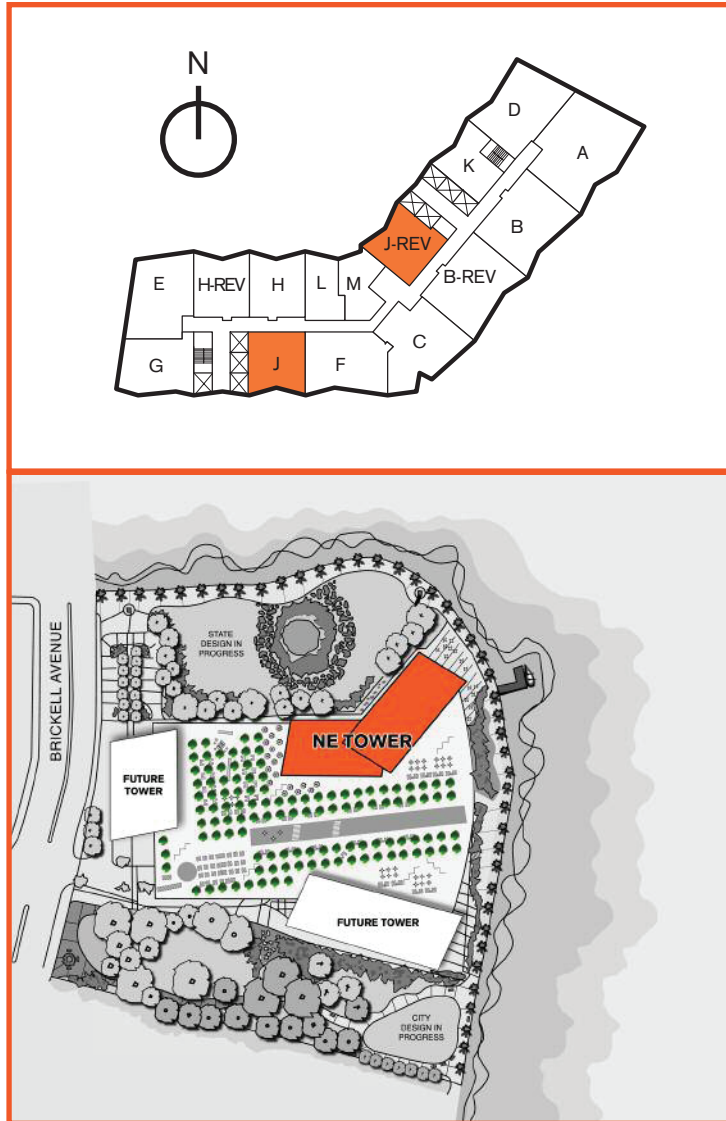 N
D
A
K
B
J-REV
B-REV
E
H-REV
H
L
M
C
G
J
F
BRICKELL AVENUE
STATE
DESIGN IN
PROGRESS
NE TOWER
FUTURE
TOWER
FUTURE TOWER
CITY
DESIGN IN
PROGRESS